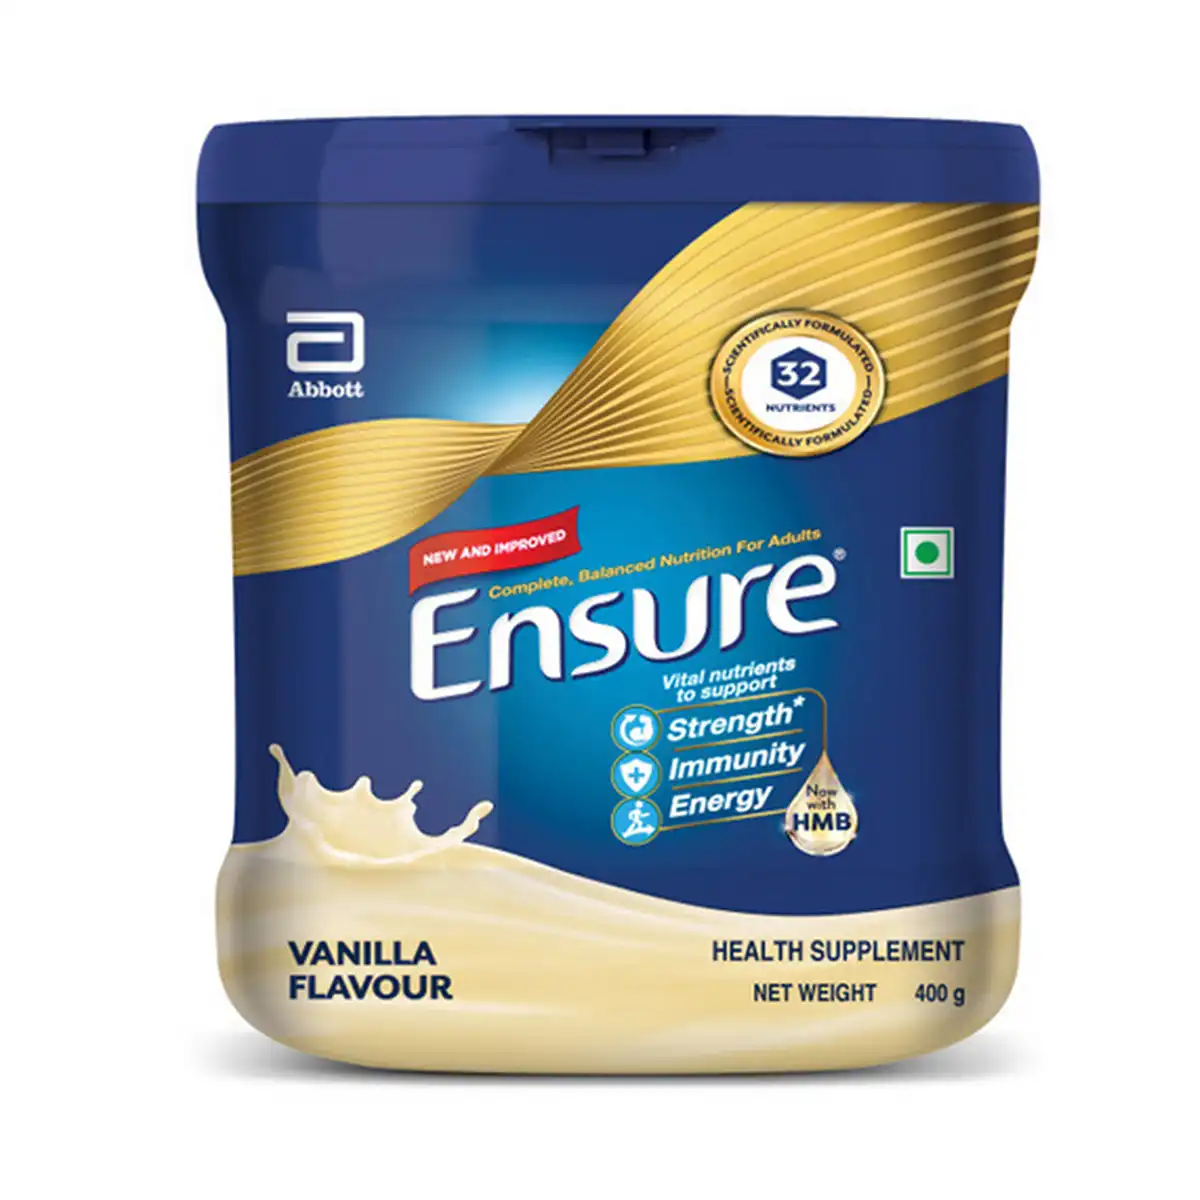 Abbott
SCIENTIFICALLY FORMULATED
32
NUTRIENTS
SCIENTIFICALLY FORMULATED
NEW AND IMPROVED
Complete, Balanced Nutrition For Adults
Ensure®
Vital nutrients
to support
Strength*
Immunity
Energy
Now
with
HMB
VANILLA
FLAVOUR
HEALTH SUPPLEMENT
NET WEIGHT 400 g